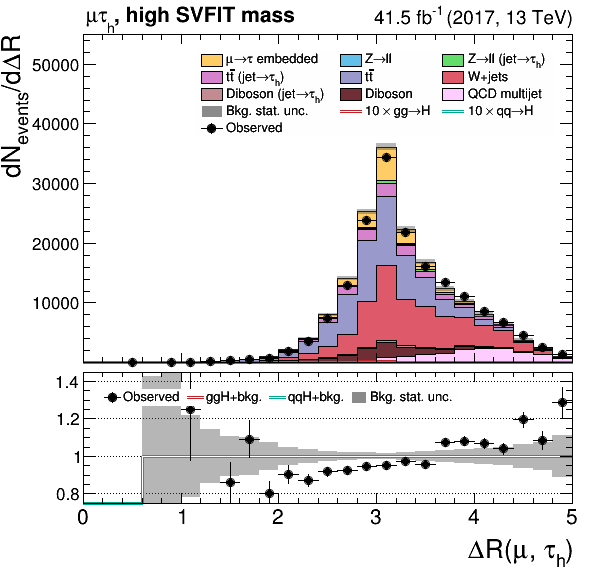 μτh, high SVFIT mass 41.5 fb⁻¹ (2017, 13 TeV)
dNevents/dΔR
50000
40000
30000
20000
10000
μ→τ embedded Z→ll Z→ll (jet→τh)
tt̄ (jet→τh) tt̄ W+jets
Diboson (jet→τh) Diboson QCD multijet
Bkg. stat. unc. 10 × gg→H 10 × qq→H
Observed
1.4
1.2
1
0.8
Observed ggH+bkg. qqH+bkg. Bkg. stat. unc.
0 1 2 3 4 5
ΔR(μ, τh)